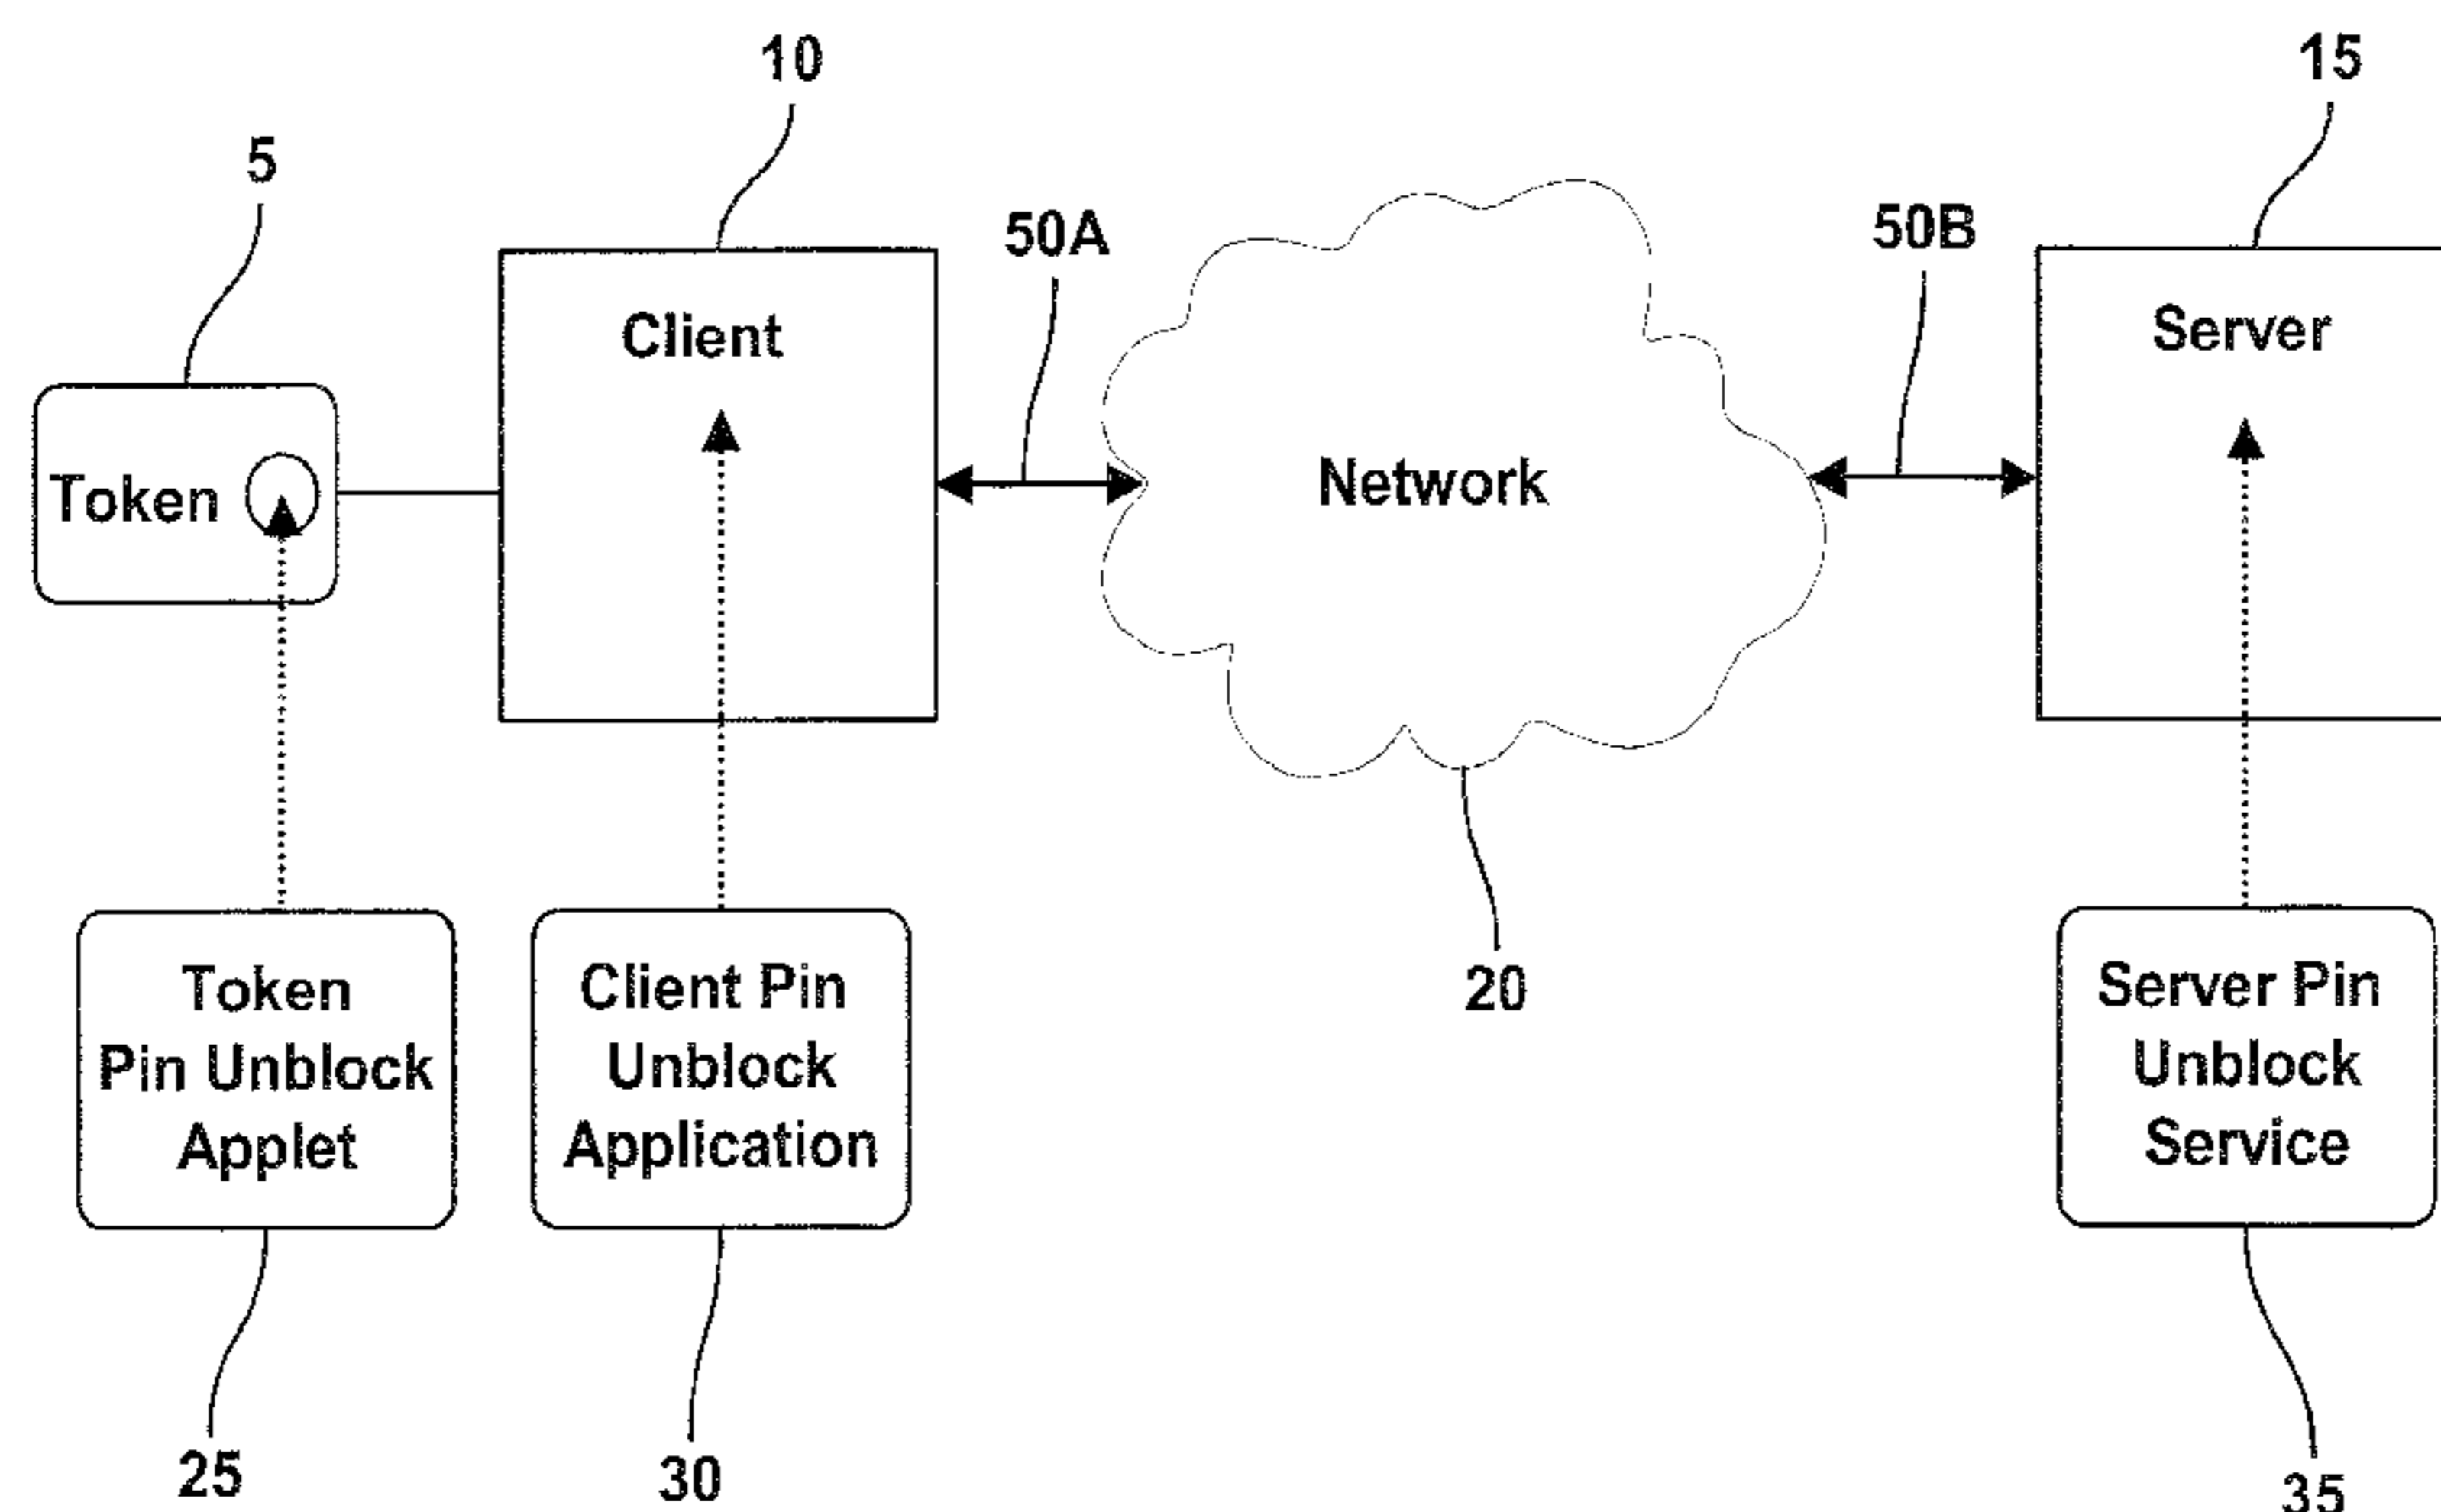 10
15
5
50A
50B
Client
Server
Token
Network
20
Token
Pin Unblock
Applet
Client Pin
Unblock
Application
Server Pin
Unblock
Service
25
30
35